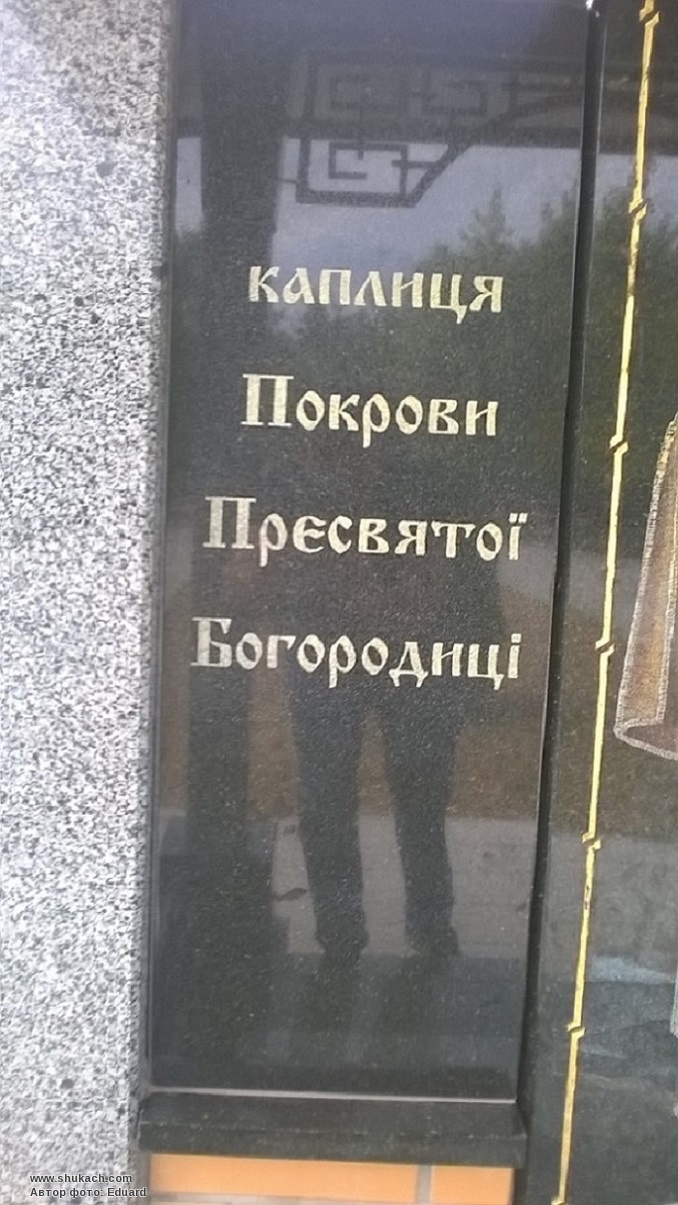 каплиця
Покрови
Пресвятої
Богородиці
www.shukach.com
Автор фото: Eduard